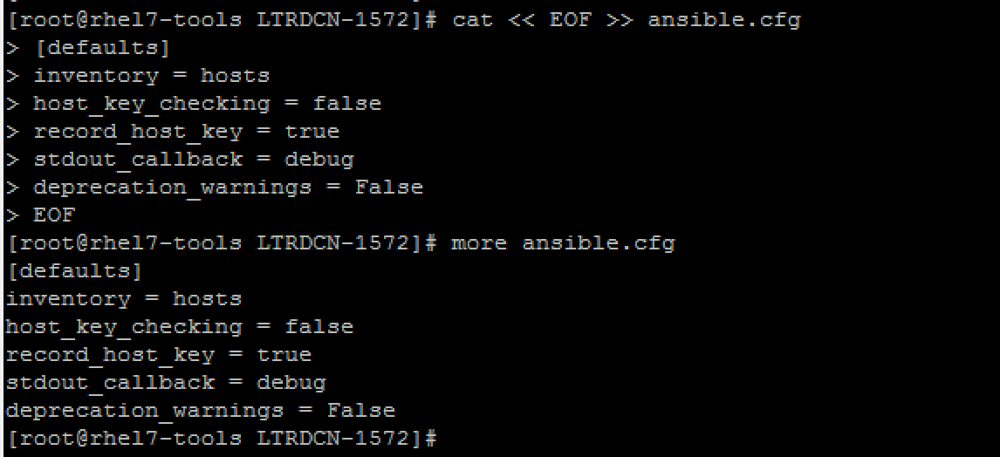 [root@rhel7-tools LTRDCN-1572]# cat << EOF >> ansible.cfg
> [defaults]
> inventory = hosts
> host_key_checking = false
> record_host_key = true
> stdout_callback = debug
> deprecation_warnings = False
> EOF
[root@rhel7-tools LTRDCN-1572]# more ansible.cfg
[defaults]
inventory = hosts
host_key_checking = false
record_host_key = true
stdout_callback = debug
deprecation_warnings = False
[root@rhel7-tools LTRDCN-1572]#